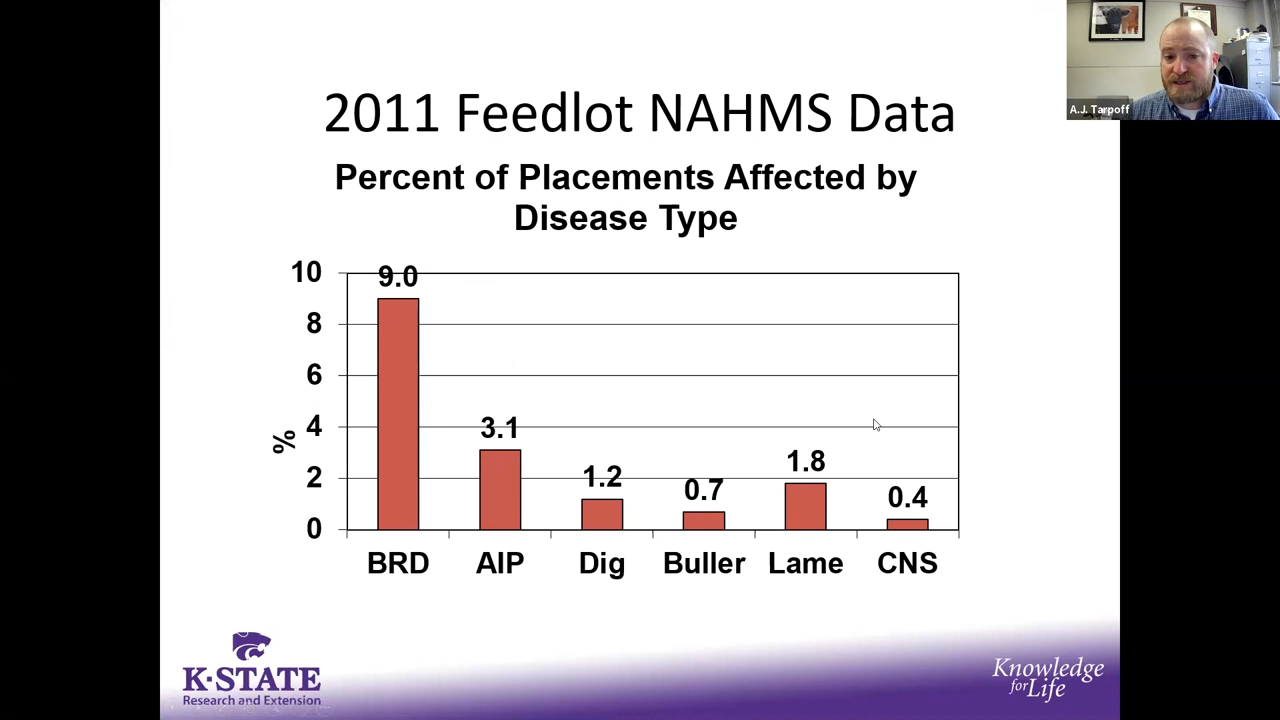 A.J. Tarpoff
2011 Feedlot NAHMS Data
Percent of Placements Affected by
Disease Type
10
8
6
4
2
0
%
9.0
3.1
1.2
0.7
1.8
0.4
BRD AIP Dig Buller Lame CNS
K-STATE
Research and Extension
Knowledge
for Life